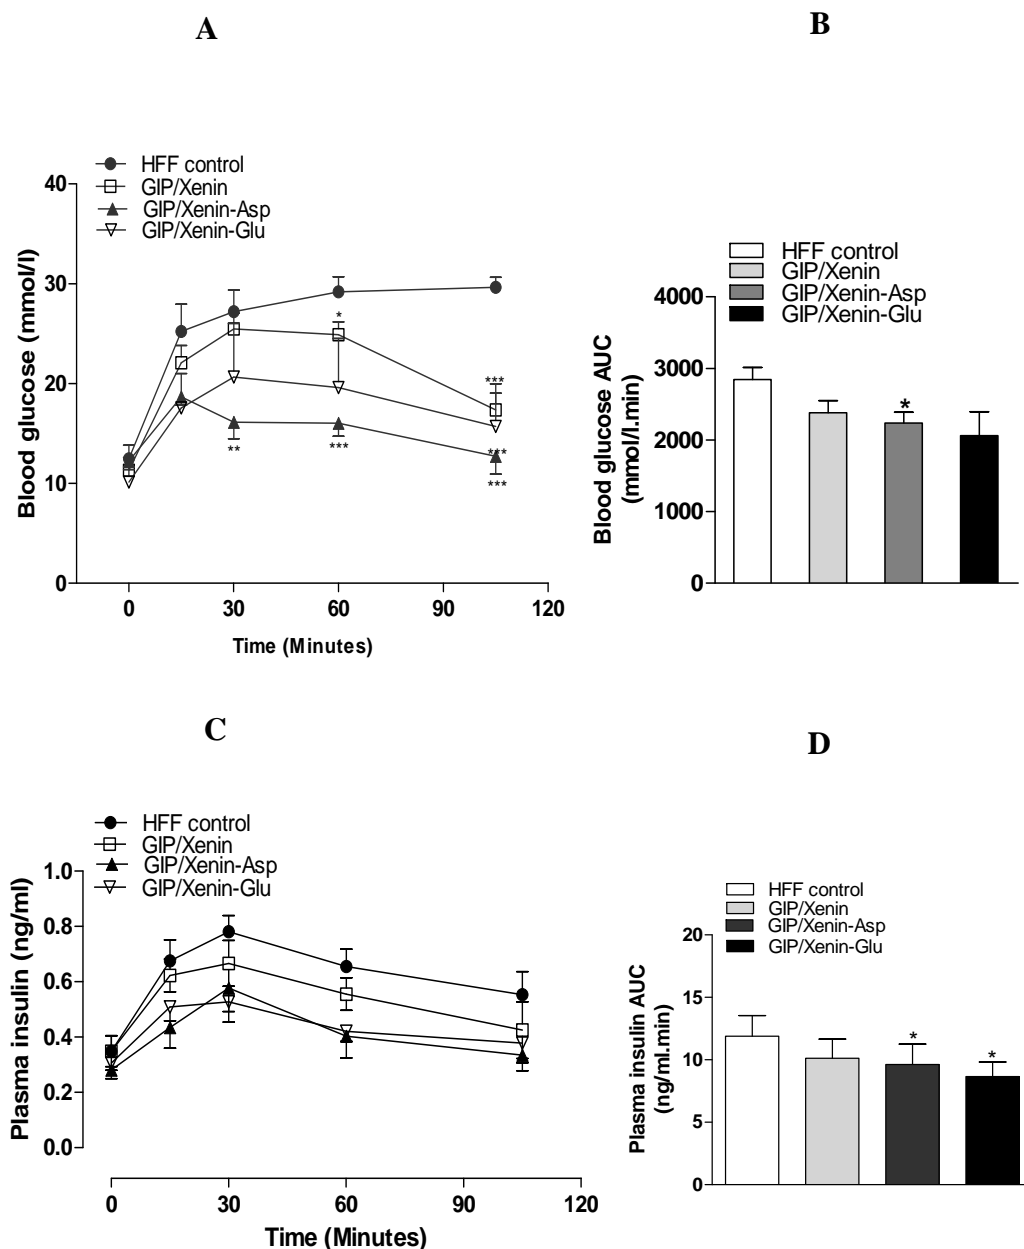 A
HFF control
GIP/Xenin
GIP/Xenin-Asp
GIP/Xenin-Glu
Blood glucose (mmol/l)
40
30
20
10
0
*
**
***
***
***
***
0 30 60 90 120
Time (Minutes)
B
HFF control
GIP/Xenin
GIP/Xenin-Asp
GIP/Xenin-Glu
Blood glucose AUC
(mmol/l.min)
4000
3000
2000
1000
0
*
C
HFF control
GIP/Xenin
GIP/Xenin-Asp
GIP/Xenin-Glu
Plasma insulin (ng/ml)
1.0
0.8
0.6
0.4
0.2
0.0
0 30 60 90 120
Time (Minutes)
D
HFF control
GIP/Xenin
GIP/Xenin-Asp
GIP/Xenin-Glu
Plasma insulin AUC
(ng/ml.min)
20
15
10
5
0
*
*